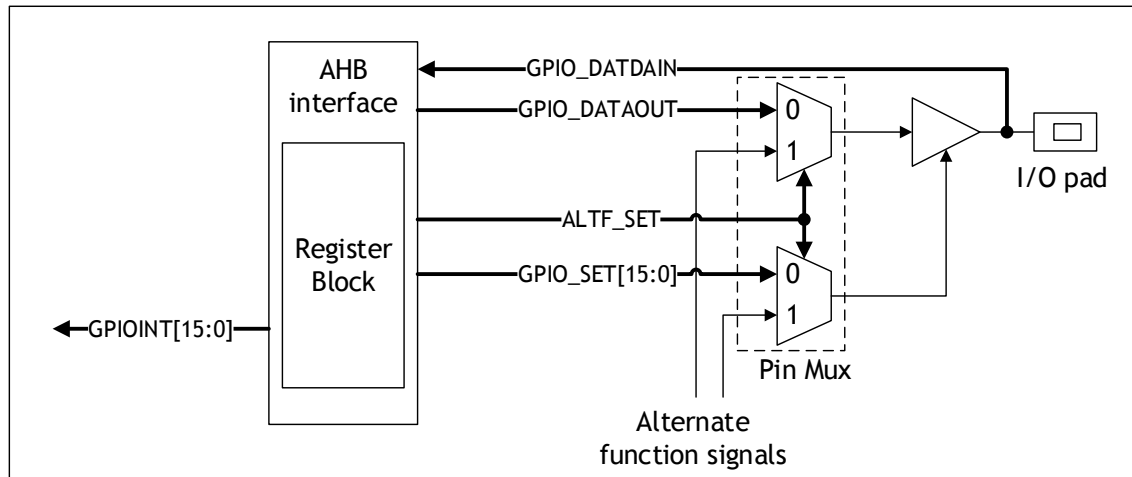 AHB
interface
GPIO_DATDAIN
GPIO_DATAOUT
0
1
I/O pad
ALTF_SET
Register
Block
GPIO_SET[15:0]
0
1
GPIOINT[15:0]
Pin Mux
Alternate
function signals